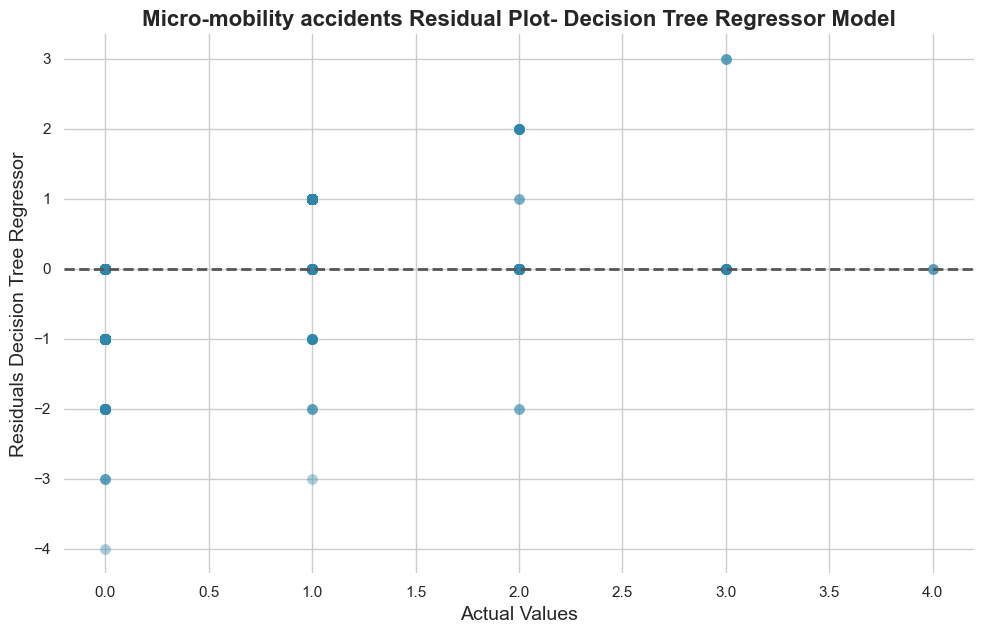 Micro-mobility accidents Residual Plot- Decision Tree Regressor Model
Residuals Decision Tree Regressor
3
2
1
0
−1
−2
−3
−4
0.0 0.5 1.0 1.5 2.0 2.5 3.0 3.5 4.0
Actual Values